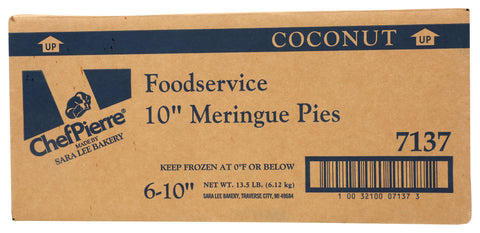 UP
COCONUT
UP
Foodservice
10" Meringue Pies
ChefPierre
MADE BY
SARA LEE BAKERY
7137
KEEP FROZEN AT 0°F OR BELOW
6-10"
NET WT. 13.5 LB. (6.12 kg)
SARA LEE BAKERY, TRAVERSE CITY, MI 49684
1 00 32100 07137 3